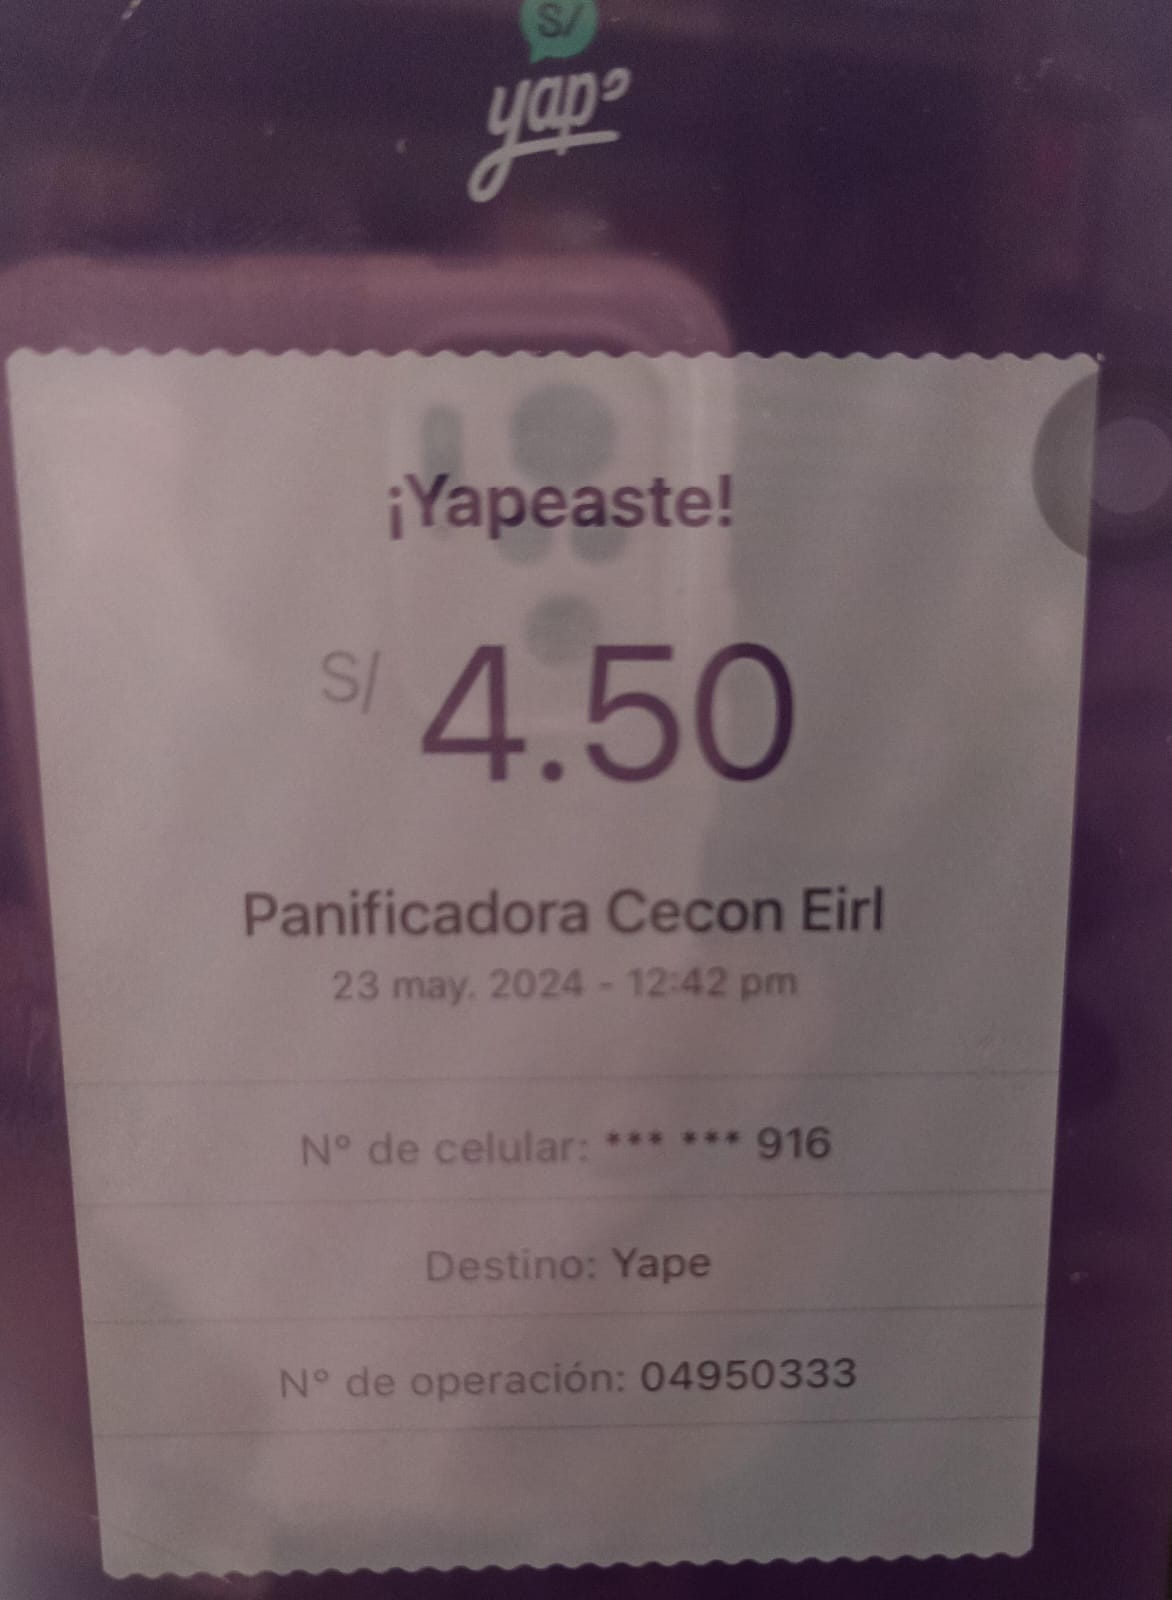 S/
yape
¡Yapeaste!
S/ 4.50
Panificadora Cecon Eirl
23 may. 2024 - 12:42 pm
N° de celular: *** *** 916
Destino: Yape
N° de operación: 04950333